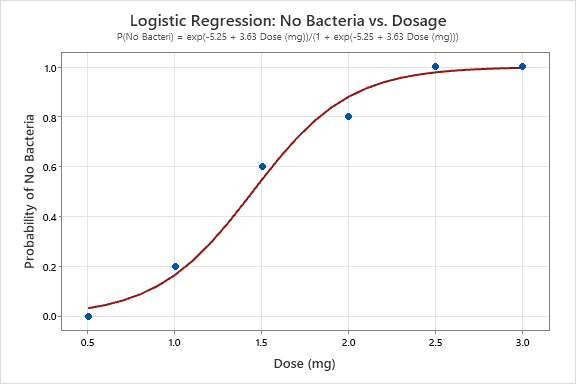 Logistic Regression: No Bacteria vs. Dosage
P(No Bacteri) = exp(-5.25 + 3.63 Dose (mg))/(1 + exp(-5.25 + 3.63 Dose (mg)))
1.0
0.8
0.6
0.4
0.2
0.0
Probability of No Bacteria
0.5 1.0 1.5 2.0 2.5 3.0
Dose (mg)